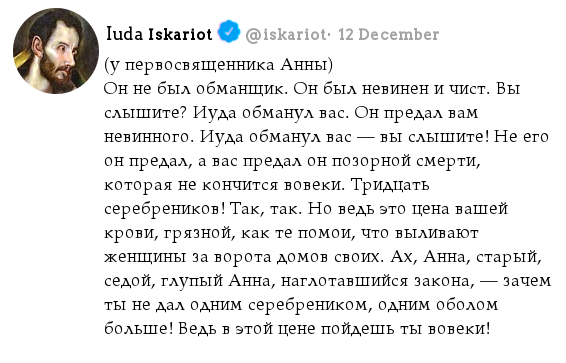 Iuda Iskariot @iskariot· 12 December
(у первосвященника Анны)
Он не был обманщик. Он был невинен и чист. Вы
слышите? Иуда обманул вас. Он предал вам
невинного. Иуда обманул вас — вы слышите! Не его
он предал, а вас предал он позорной смерти,
которая не кончится вовеки. Тридцать
серебреников! Так, так. Но ведь это цена вашей
крови, грязной, как те помои, что выливают
женщины за ворота домов своих. Ах, Анна, старый,
седой, глупый Анна, наглотавшийся закона, — зачем
ты не дал одним серебреником, одним оболом
больше! Ведь в этой цене пойдешь ты вовеки!